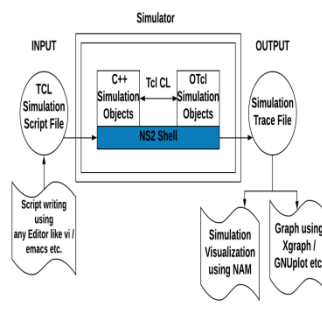 Simulator
INPUT
OUTPUT
TCL
Simulation
Script File
C++
Simulation
Objects
Tcl CL
OTcl
Simulation
Objects
NS2 Shell
Simulation
Trace File
Script writing
using
any Editor like vi /
emacs etc.
Simulation
Visualization
using NAM
Graph using
Xgraph /
GNUplot etc